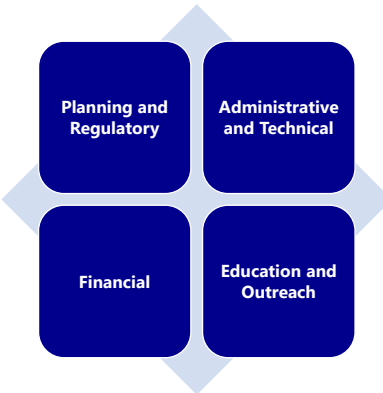 Planning and
Regulatory
Administrative
and Technical
Financial
Education and
Outreach